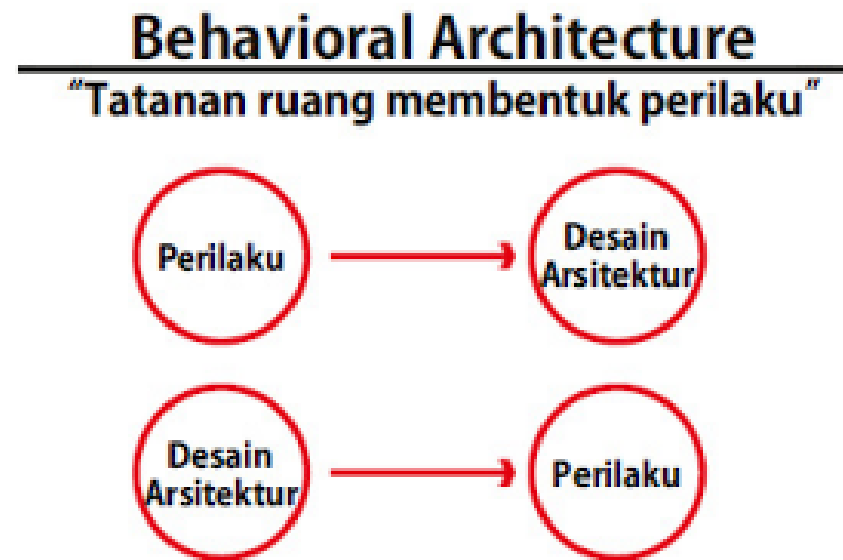 Behavioral Architecture
“Tatanan ruang membentuk perilaku”
Perilaku
Desain
Arsitektur
Desain
Arsitektur
Perilaku